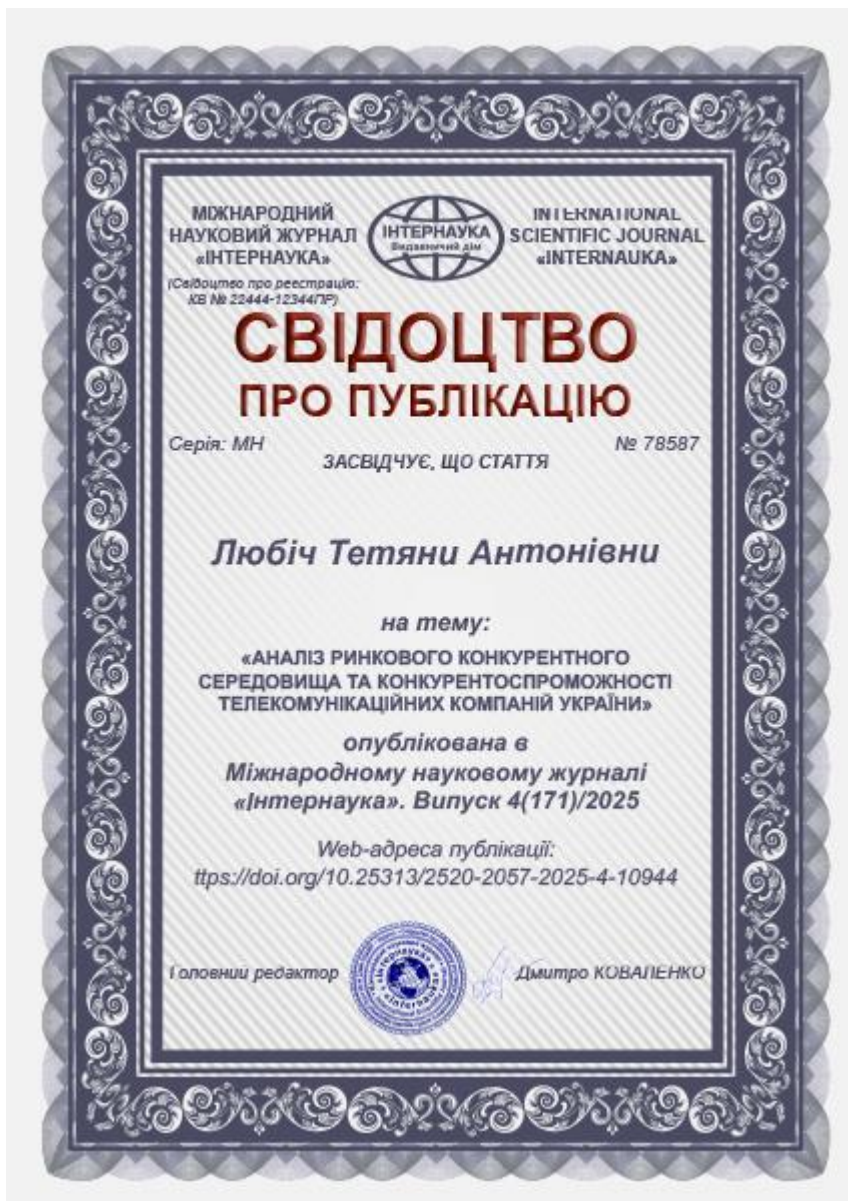 МІЖНАРОДНИЙ
НАУКОВИЙ ЖУРНАЛ
«ІНТЕРНАУКА»
(Свідоцтво про реєстрацію:
КВ № 22444-12344ПР)
ІНТЕРНАУКА
Видавничий дім
INTERNATIONAL
SCIENTIFIC JOURNAL
«INTERNAUKA»
СВІДОЦТВО
ПРО ПУБЛІКАЦІЮ
Серія: МН
№ 78587
ЗАСВІДЧУЄ, ЩО СТАТТЯ
Любіч Тетяни Антонівни
на тему:
«АНАЛІЗ РИНКОВОГО КОНКУРЕНТНОГО
СЕРЕДОВИЩА ТА КОНКУРЕНТОСПРОМОЖНОСТІ
ТЕЛЕКОМУНІКАЦІЙНИХ КОМПАНІЙ УКРАЇНИ»
опублікована в
Міжнародному науковому журналі
«Інтернаука». Випуск 4(171)/2025
Web-адреса публікації:
ttps://doi.org/10.25313/2520-2057-2025-4-10944
Головний редактор
Дмитро КОВАЛЕНКО